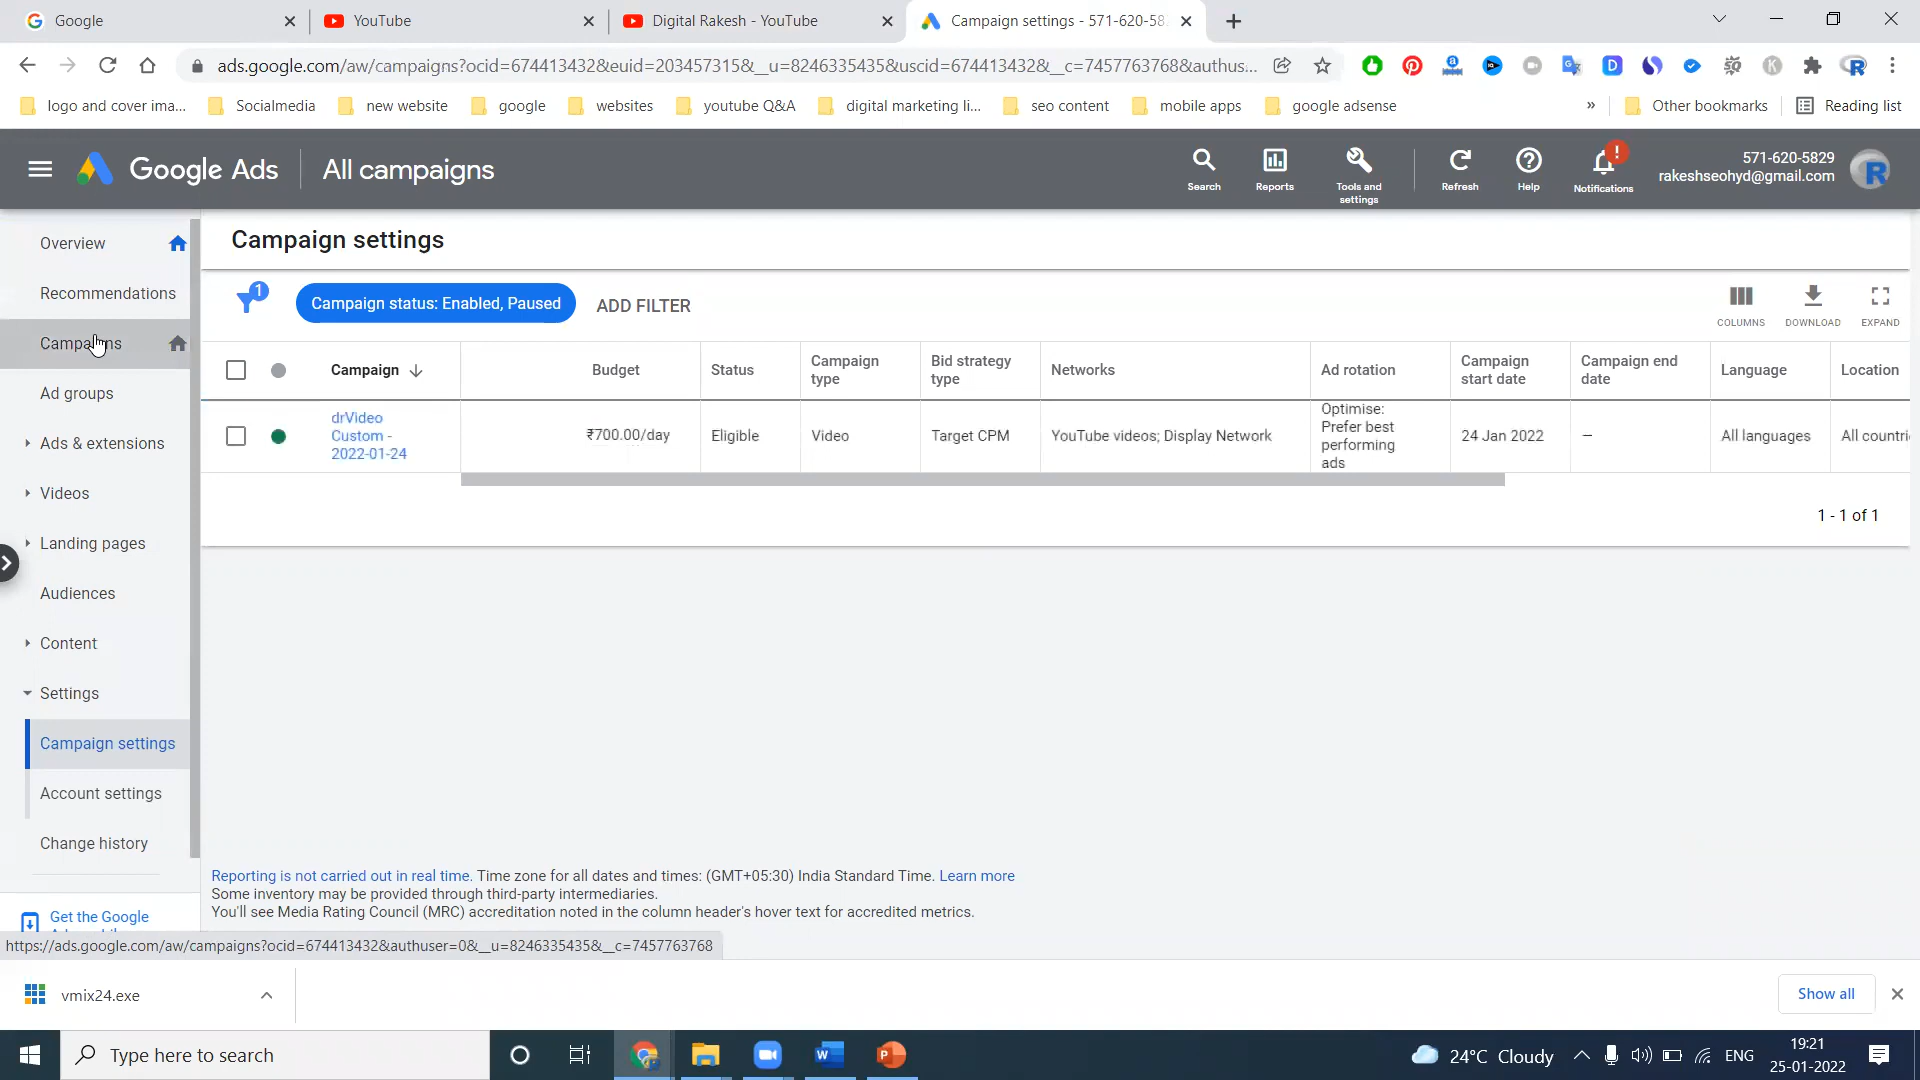 Google
YouTube
Digital Rakesh - YouTube
Campaign settings - 571-620-58
ads.google.com/aw/campaigns?ocid=674413432&euid=203457315&__u=8246335435&uscid=674413432&__c=7457763768&authus...
logo and cover ima...
Socialmedia
new website
google
websites
youtube Q&A
digital marketing li...
seo content
mobile apps
google adsense
»
Other bookmarks
Reading list
Google Ads
All campaigns
Search
Reports
Tools and
settings
Refresh
Help
!
Notifications
571-620-5829
rakeshseohyd@gmail.com
R
Overview
Recommendations
Campaigns
Ad groups
Ads & extensions
Videos
Landing pages
Audiences
Content
Settings
Campaign settings
Account settings
Change history
Get the Google
Campaign settings
1
Campaign status: Enabled, Paused
ADD FILTER
COLUMNS
DOWNLOAD
EXPAND
Campaign
Budget
Status
Campaign
type
Bid strategy
type
Networks
Ad rotation
Campaign
start date
Campaign end
date
Language
Location
drVideo
Custom -
2022-01-24
₹700.00/day
Eligible
Video
Target CPM
YouTube videos; Display Network
Optimise:
Prefer best
performing
ads
24 Jan 2022
–
All languages
All countri
1 - 1 of 1
Reporting is not carried out in real time. Time zone for all dates and times: (GMT+05:30) India Standard Time. Learn more
Some inventory may be provided through third-party intermediaries.
You'll see Media Rating Council (MRC) accreditation noted in the column header's hover text for accredited metrics.
https://ads.google.com/aw/campaigns?ocid=674413432&authuser=0&__u=8246335435&__c=7457763768
vmix24.exe
Show all
Type here to search
24°C Cloudy
ENG
19:21
25-01-2022